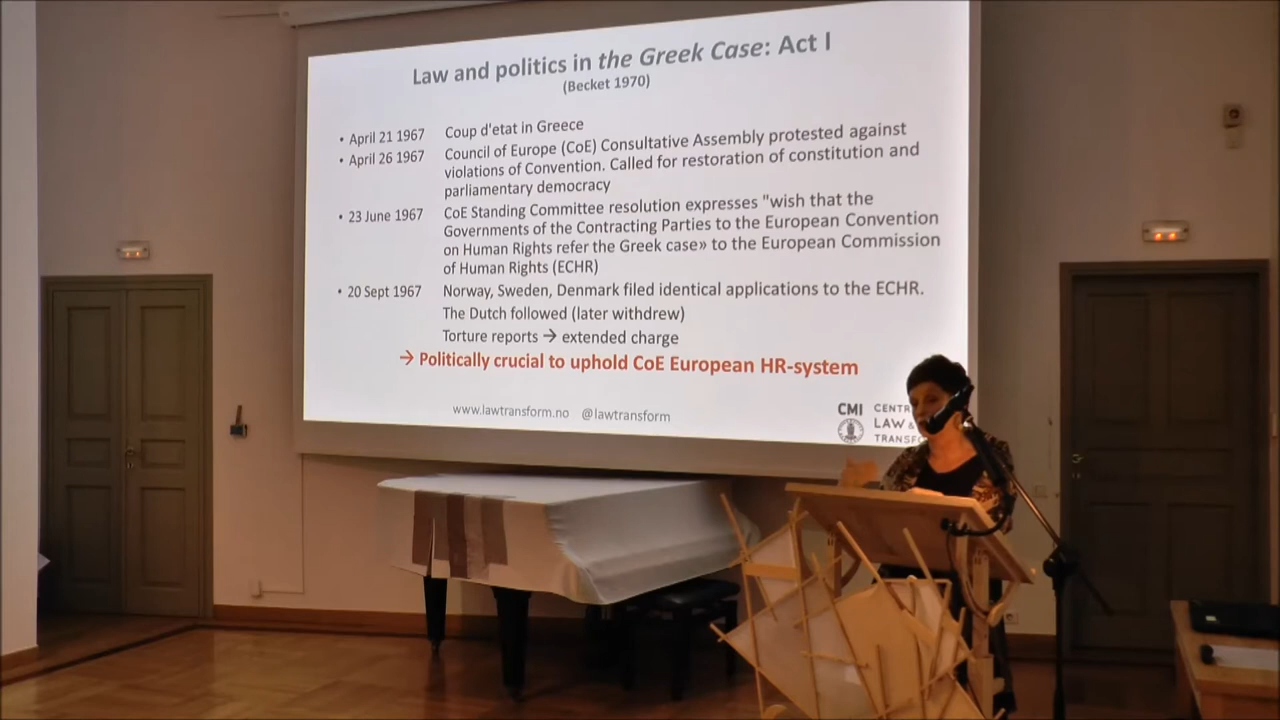 Law and politics in the Greek Case: Act I
(Becket 1970)
• April 21 1967 Coup d'etat in Greece
• April 26 1967 Council of Europe (CoE) Consultative Assembly protested against
violations of Convention. Called for restoration of constitution and
parliamentary democracy
• 23 June 1967 CoE Standing Committee resolution expresses "wish that the
Governments of the Contracting Parties to the European Convention
on Human Rights refer the Greek case» to the European Commission
of Human Rights (ECHR)
• 20 Sept 1967 Norway, Sweden, Denmark filed identical applications to the ECHR.
The Dutch followed (later withdrew)
Torture reports → extended charge
→ Politically crucial to uphold CoE European HR-system
www.lawtransform.no @lawtransform
CMI
CENTR
LAW &
TRANSFO